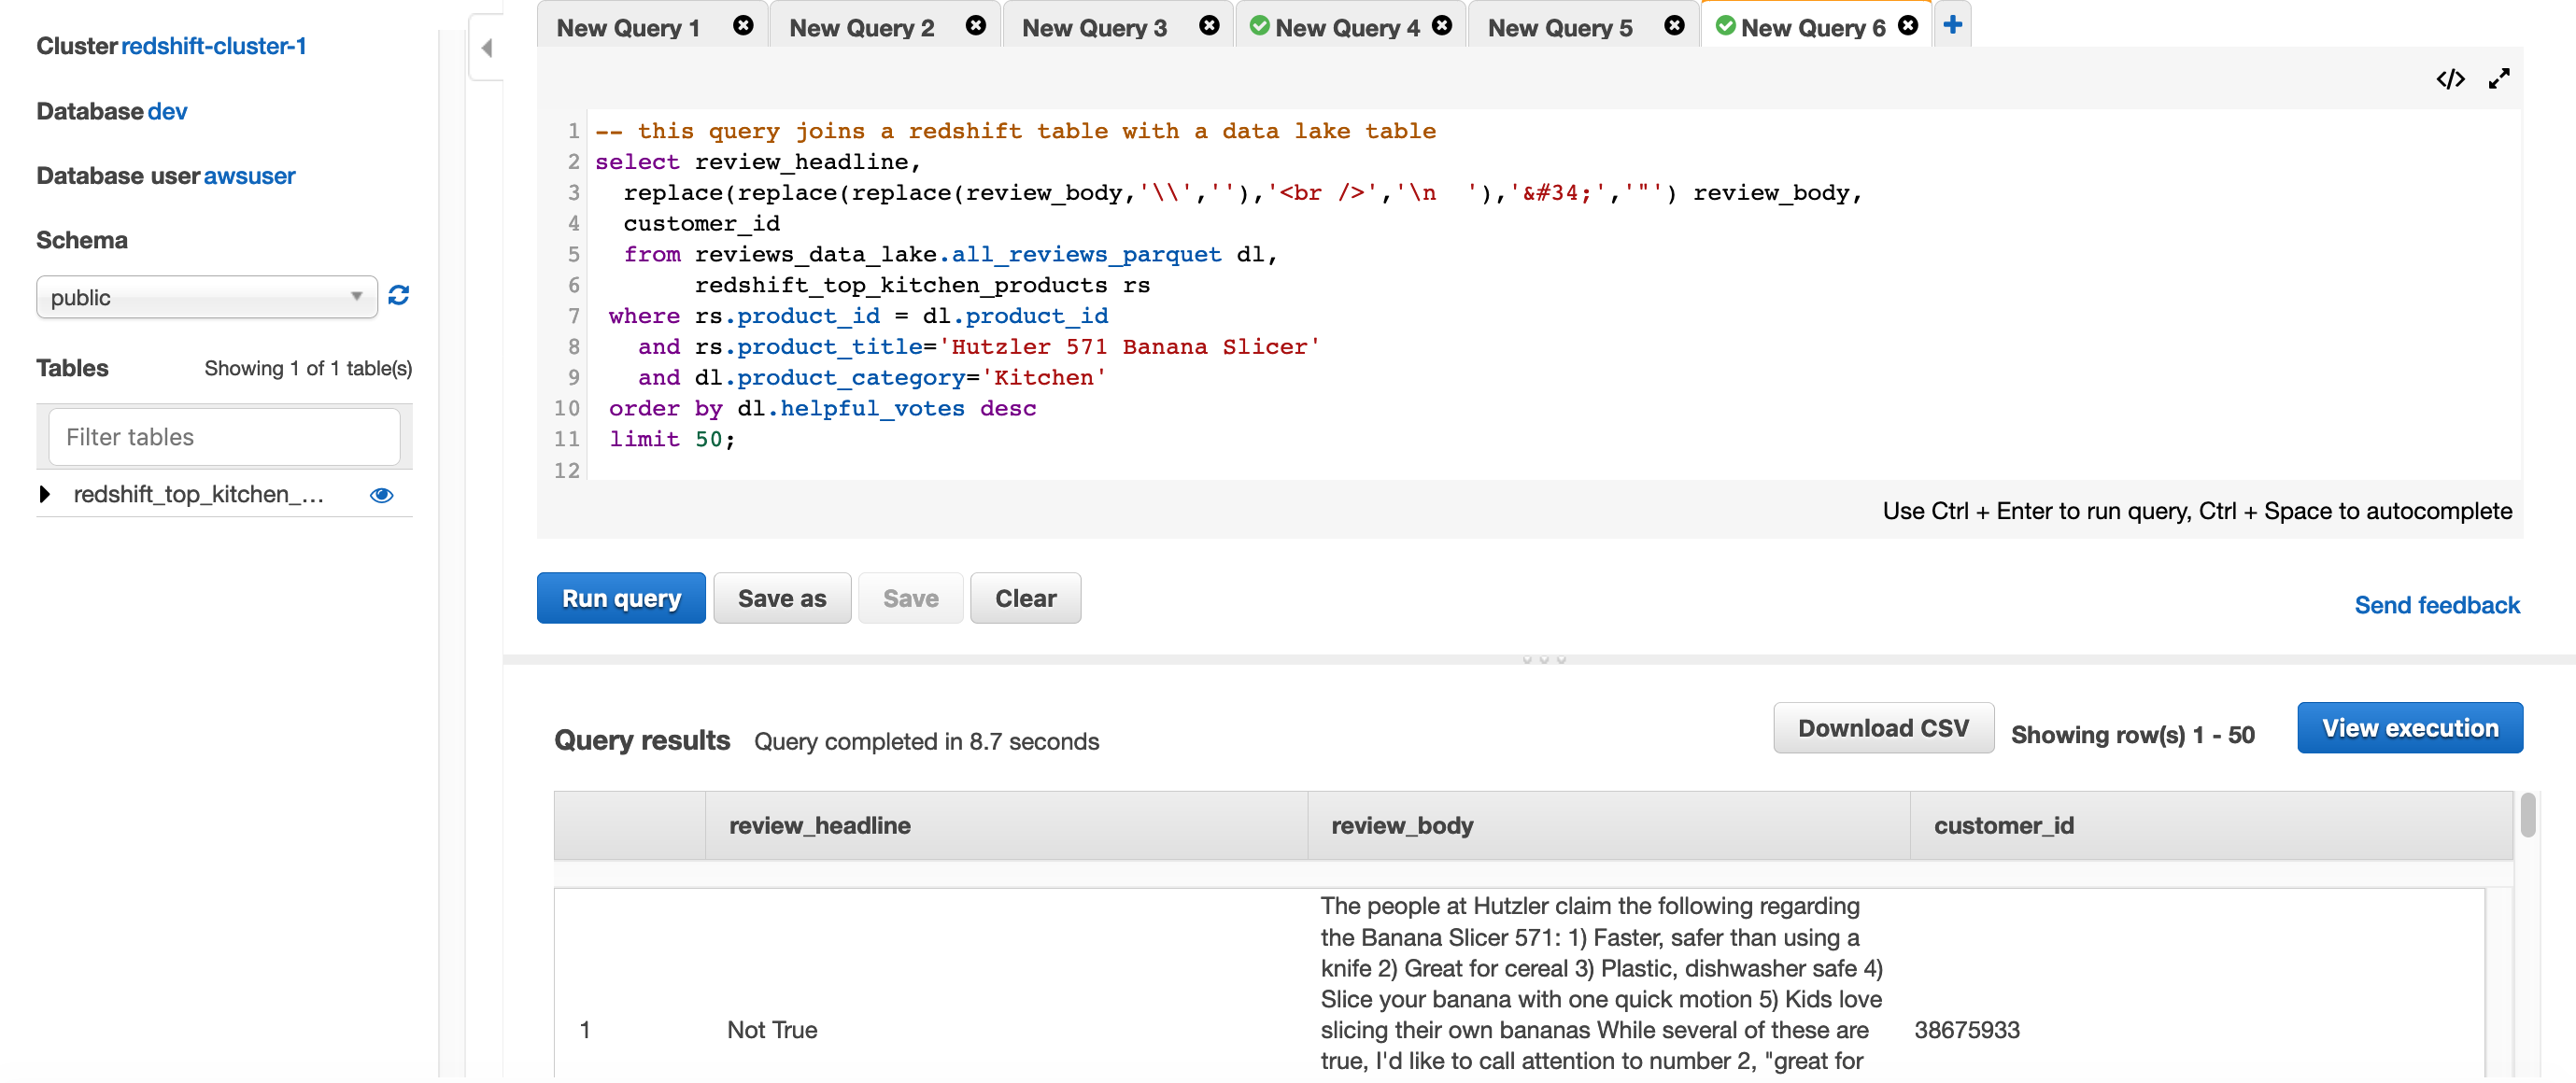 Cluster redshift-cluster-1
Database dev
Database user awsuser
Schema
public
Tables Showing 1 of 1 table(s)
Filter tables
redshift_top_kitchen_...
New Query 1 New Query 2 New Query 3 New Query 4 New Query 5 New Query 6
1 -- this query joins a redshift table with a data lake table
2 select review_headline,
3 replace(replace(replace(review_body,'\\',''),'<br />','\n  '),'&#34;','"') review_body,
4 customer_id
5 from reviews_data_lake.all_reviews_parquet dl,
6 redshift_top_kitchen_products rs
7 where rs.product_id = dl.product_id
8 and rs.product_title='Hutzler 571 Banana Slicer'
9 and dl.product_category='Kitchen'
10 order by dl.helpful_votes desc
11 limit 50;
12
Use Ctrl + Enter to run query, Ctrl + Space to autocomplete
Run query Save as Save Clear
Send feedback
Query results Query completed in 8.7 seconds
Download CSV Showing row(s) 1 - 50 View execution
review_headline review_body customer_id
The people at Hutzler claim the following regarding
the Banana Slicer 571: 1) Faster, safer than using a
knife 2) Great for cereal 3) Plastic, dishwasher safe 4)
Slice your banana with one quick motion 5) Kids love
1 Not True slicing their own bananas While several of these are 38675933
true, I'd like to call attention to number 2, "great for